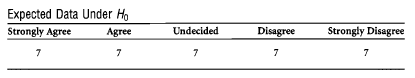 Expected Data Under H0
Strongly Agree Agree Undecided Disagree Strongly Disagree
7 7 7 7 7